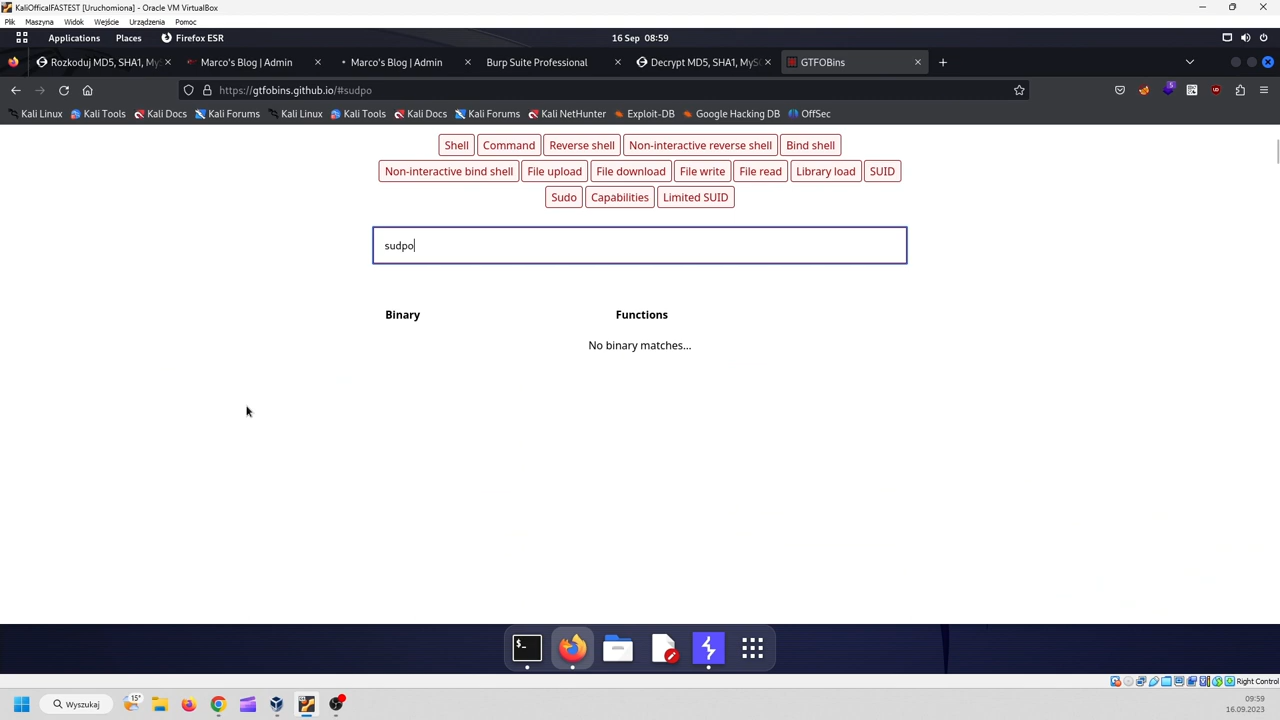 KaliOfficalFASTEST [Uruchomiona] - Oracle VM VirtualBox
Plik Maszyna Widok Wejście Urządzenia Pomoc
Applications Places Firefox ESR 16 Sep 08:59
Rozkoduj MD5, SHA1, My Marco's Blog | Admin Marco's Blog | Admin Burp Suite Professional Decrypt MD5, SHA1, MyS GTFOBins
https://gtfobins.github.io/#sudpo
Kali Linux Kali Tools Kali Docs Kali Forums Kali Linux Kali Tools Kali Docs Kali Forums Kali NetHunter Exploit-DB Google Hacking DB OffSec
Shell Command Reverse shell Non-interactive reverse shell Bind shell
Non-interactive bind shell File upload File download File write File read Library load SUID
Sudo Capabilities Limited SUID
sudpo
Binary Functions
No binary matches...
$_
Right Control
15°
Wyszukaj
09:59
16.09.2023